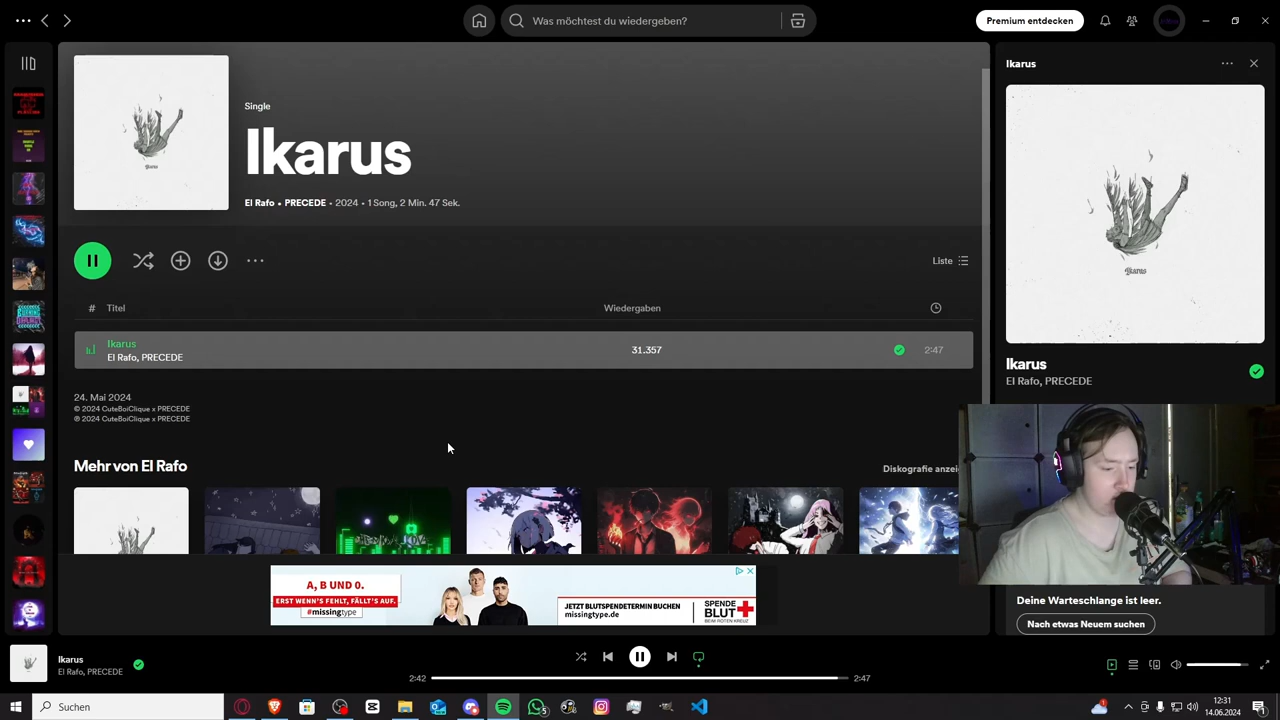 Was möchtest du wiedergeben?
Premium entdecken
Single
Ikarus
El Rafo • PRECEDE • 2024 • 1 Song, 2 Min. 47 Sek.
Liste
# Titel Wiedergaben
Ikarus
El Rafo, PRECEDE
31.357
2:47
24. Mai 2024
© 2024 CuteBoiClique x PRECEDE
℗ 2024 CuteBoiClique x PRECEDE
Mehr von El Rafo
Diskografie anzei
A, B UND 0.
ERST WENN'S FEHLT, FÄLLT'S AUF.
#missingtype
JETZT BLUTSPENDETERMIN BUCHEN
missingtype.de
SPENDE
BLUT
BEIM ROTEN KREUZ
Ikarus
Ikarus
Ikarus
El Rafo, PRECEDE
Deine Warteschlange ist leer.
Nach etwas Neuem suchen
Ikarus
El Rafo, PRECEDE
2:42
2:47
Suchen
12:31
14.06.2024